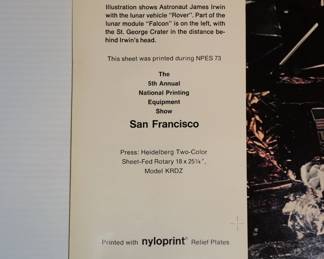 Illustration shows Astronaut James Irwin
with the lunar vehicle "Rover". Part of the
lunar module "Falcon" is on the left, with
the St. George Crater in the distance be-
hind Irwin's head.
This sheet was printed during NPES 73
The
5th Annual
National Printing
Equipment
Show
San Francisco
Press: Heidelberg Two-Color
Sheet-Fed Rotary 18 x 25¼",
Model KRDZ
Printed with nyloprint® Relief Plates